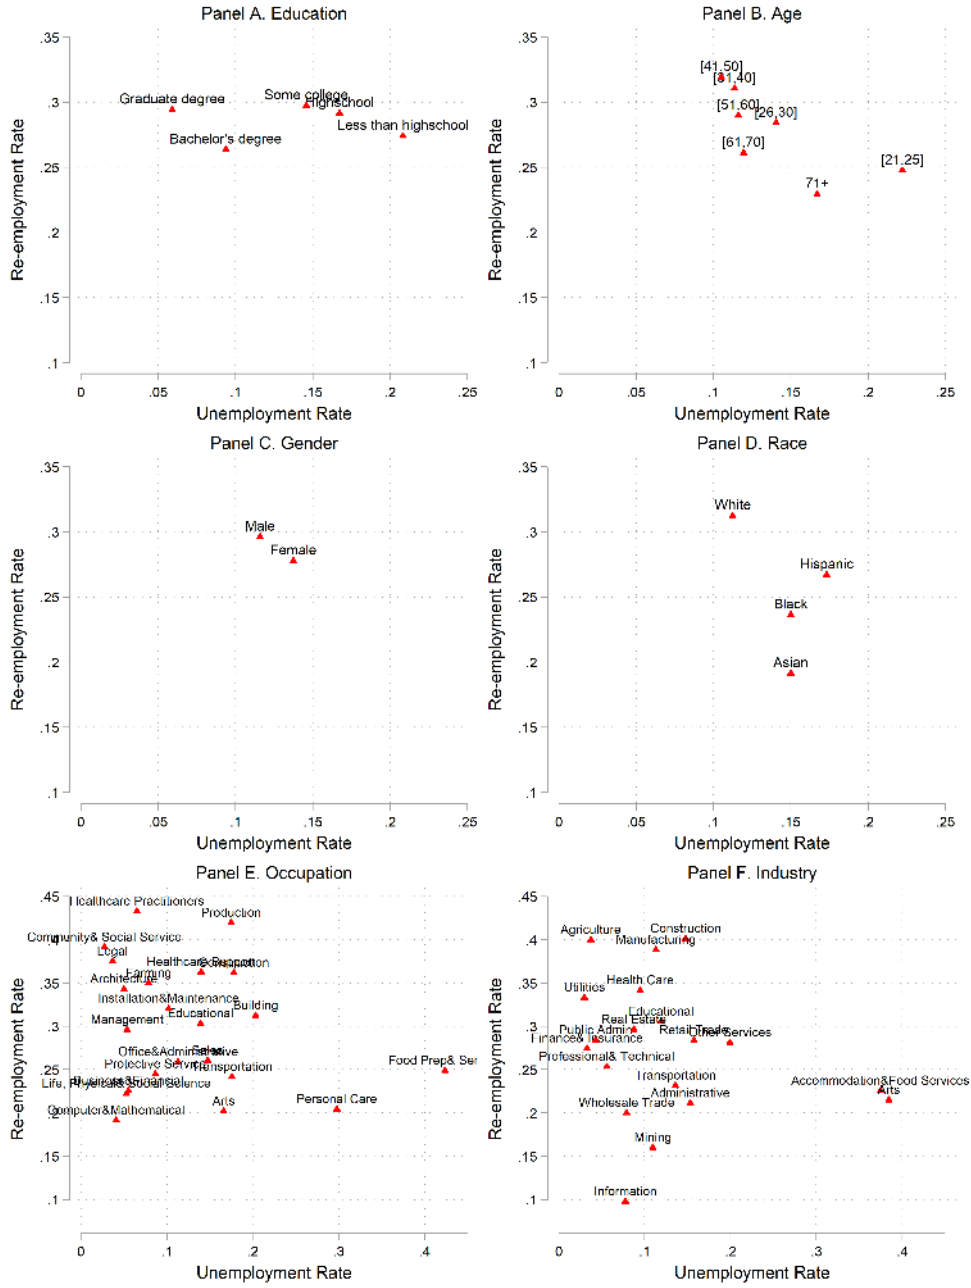 Panel A. Education
Re-employment Rate
.35
.3
.25
.2
.15
.1
Graduate degree
Some college
Highschool
Less than highschool
Bachelor's degree
0 .05 .1 .15 .2 .25
Unemployment Rate
Panel B. Age
Re-employment Rate
.35
.3
.25
.2
.15
.1
[41,50]
[31,40]
[51,60]
[26,30]
[61,70]
[21,25]
71+
0 .05 .1 .15 .2 .25
Unemployment Rate
Panel C. Gender
Re-employment Rate
.35
.3
.25
.2
.15
.1
Male
Female
0 .05 .1 .15 .2 .25
Unemployment Rate
Panel D. Race
Re-employment Rate
.35
.3
.25
.2
.15
.1
White
Hispanic
Black
Asian
0 .05 .1 .15 .2 .25
Unemployment Rate
Panel E. Occupation
Re-employment Rate
.45
.4
.35
.3
.25
.2
.15
.1
Healthcare Practitioners
Production
Community& Social Service
Legal
Healthcare Support
Construction
Farming
Architecture
Installation&Maintenance
Building
Educational
Management
Sales
Office&Administrative
Food Prep& Ser
Protective Service
Transportation
Business&Financial
Life, Physical& Social Science
Arts
Personal Care
Computer&Mathematical
0 .1 .2 .3 .4
Unemployment Rate
Panel F. Industry
Re-employment Rate
.45
.4
.35
.3
.25
.2
.15
.1
Agriculture
Construction
Manufacturing
Health Care
Utilities
Educational
Real Estate
Public Admin
Retail Trade
Other Services
Finance& Insurance
Professional& Technical
Transportation
Accommodation&Food Services
Arts
Administrative
Wholesale Trade
Mining
Information
0 .1 .2 .3 .4
Unemployment Rate